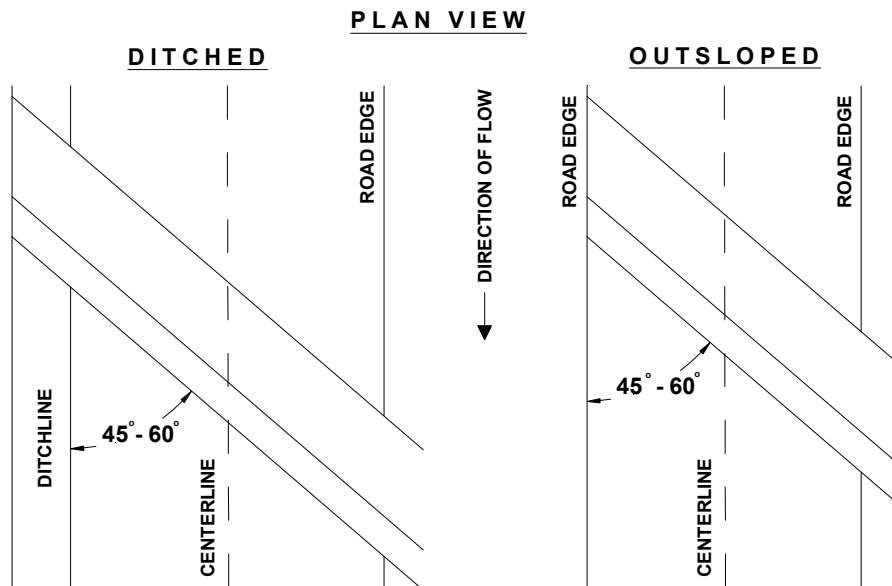 PLAN VIEW
DITCHED
OUTSLOPED
ROAD EDGE
DIRECTION OF FLOW
ROAD EDGE
ROAD EDGE
45° - 60°
45° - 60°
DITCHLINE
CENTERLINE
CENTERLINE